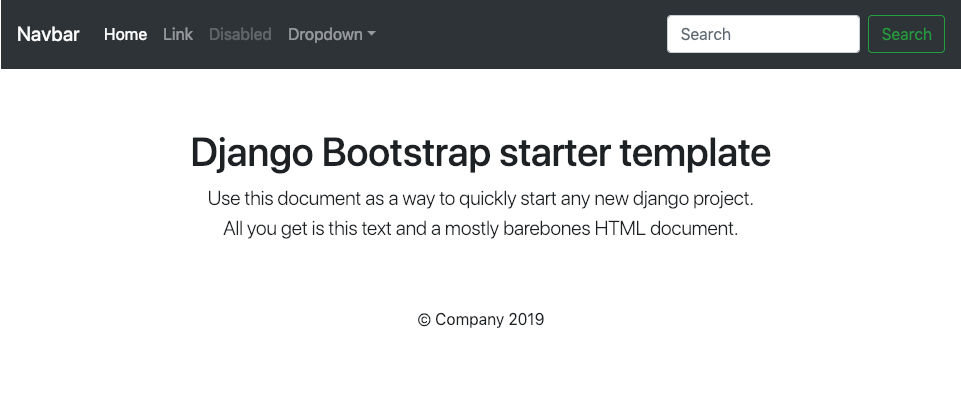 Navbar Home Link Disabled Dropdown Search Search
Django Bootstrap starter template
Use this document as a way to quickly start any new django project.
All you get is this text and a mostly barebones HTML document.
© Company 2019